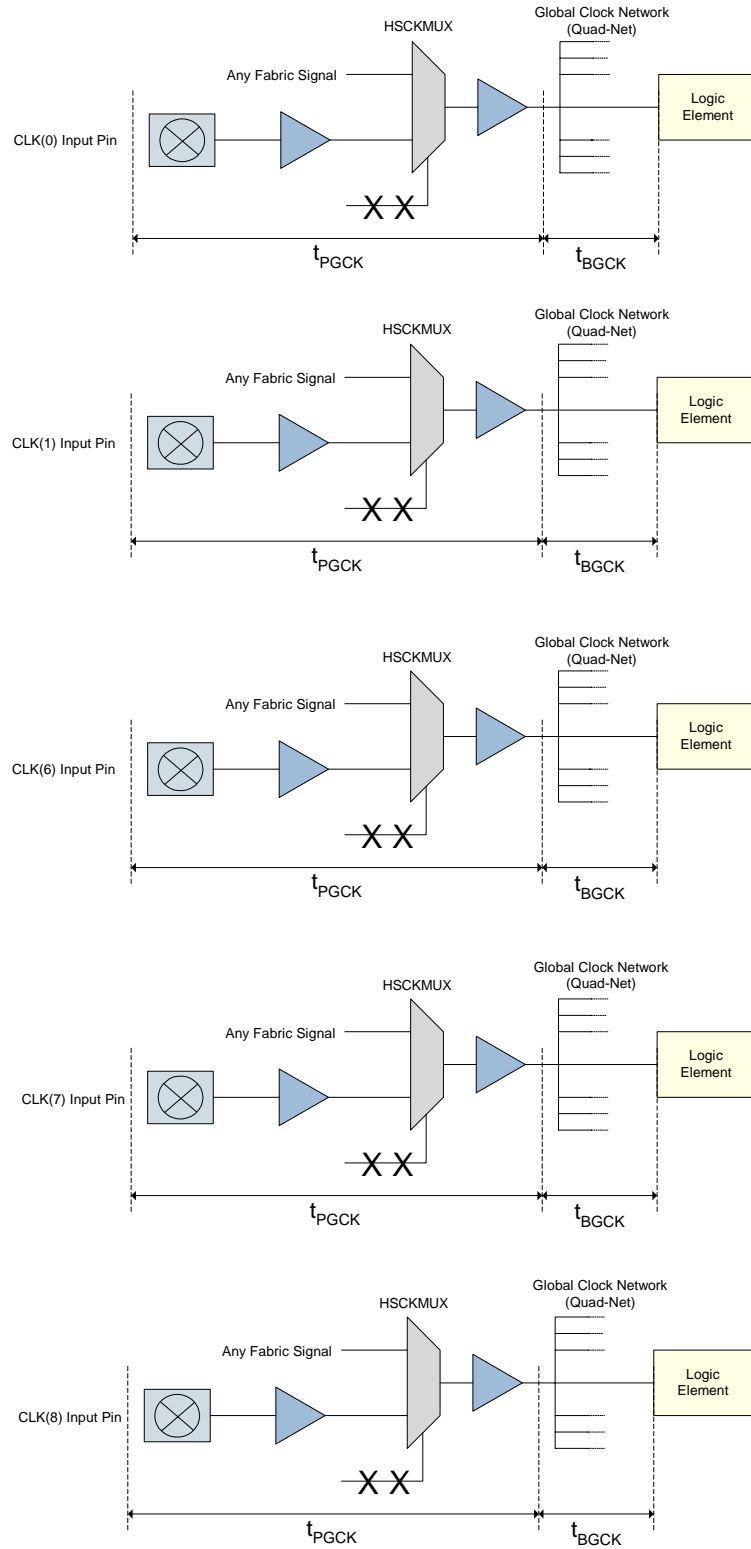 HSCKMUX
Global Clock Network
(Quad-Net)
Any Fabric Signal
Logic
Element
CLK(0) Input Pin
X X
tPGCK
tBGCK
HSCKMUX
Global Clock Network
(Quad-Net)
Any Fabric Signal
Logic
Element
CLK(1) Input Pin
X X
tPGCK
tBGCK
HSCKMUX
Global Clock Network
(Quad-Net)
Any Fabric Signal
Logic
Element
CLK(6) Input Pin
X X
tPGCK
tBGCK
HSCKMUX
Global Clock Network
(Quad-Net)
Any Fabric Signal
Logic
Element
CLK(7) Input Pin
X X
tPGCK
tBGCK
HSCKMUX
Global Clock Network
(Quad-Net)
Any Fabric Signal
Logic
Element
CLK(8) Input Pin
X X
tPGCK
tBGCK